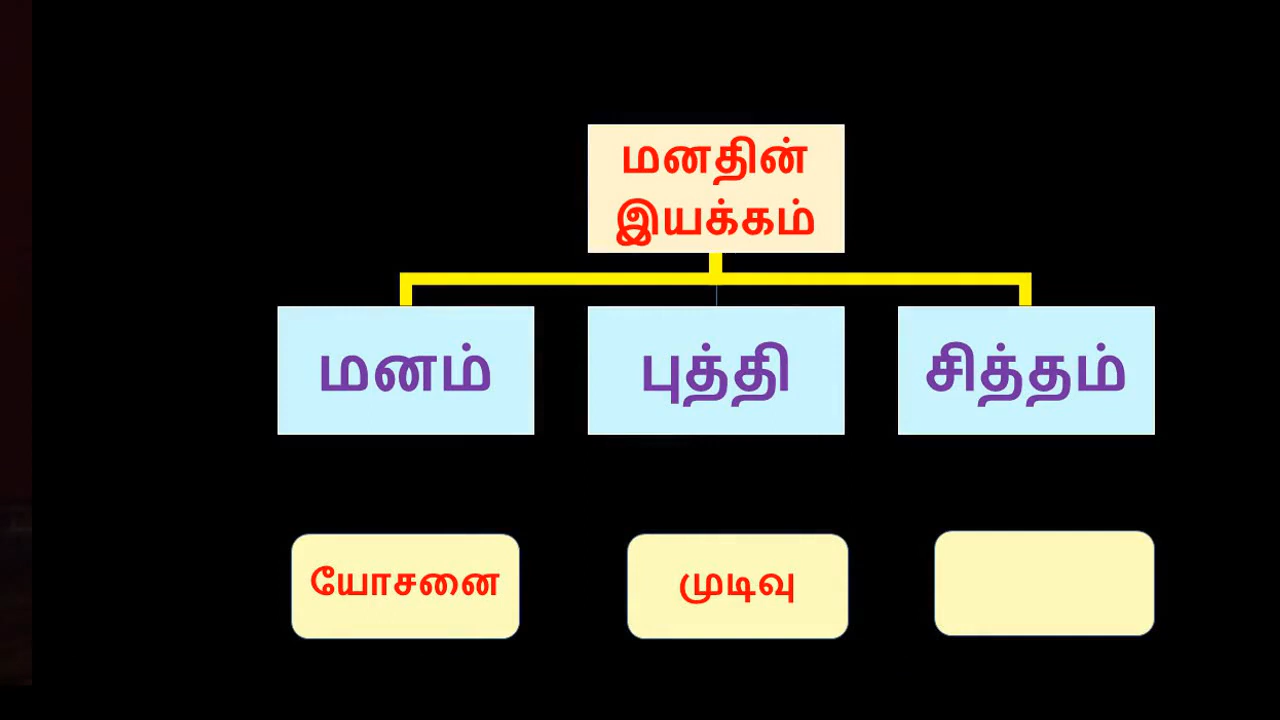 மனதின்
இயக்கம்
மனம்
புத்தி
சித்தம்
யோசனை
முடிவு